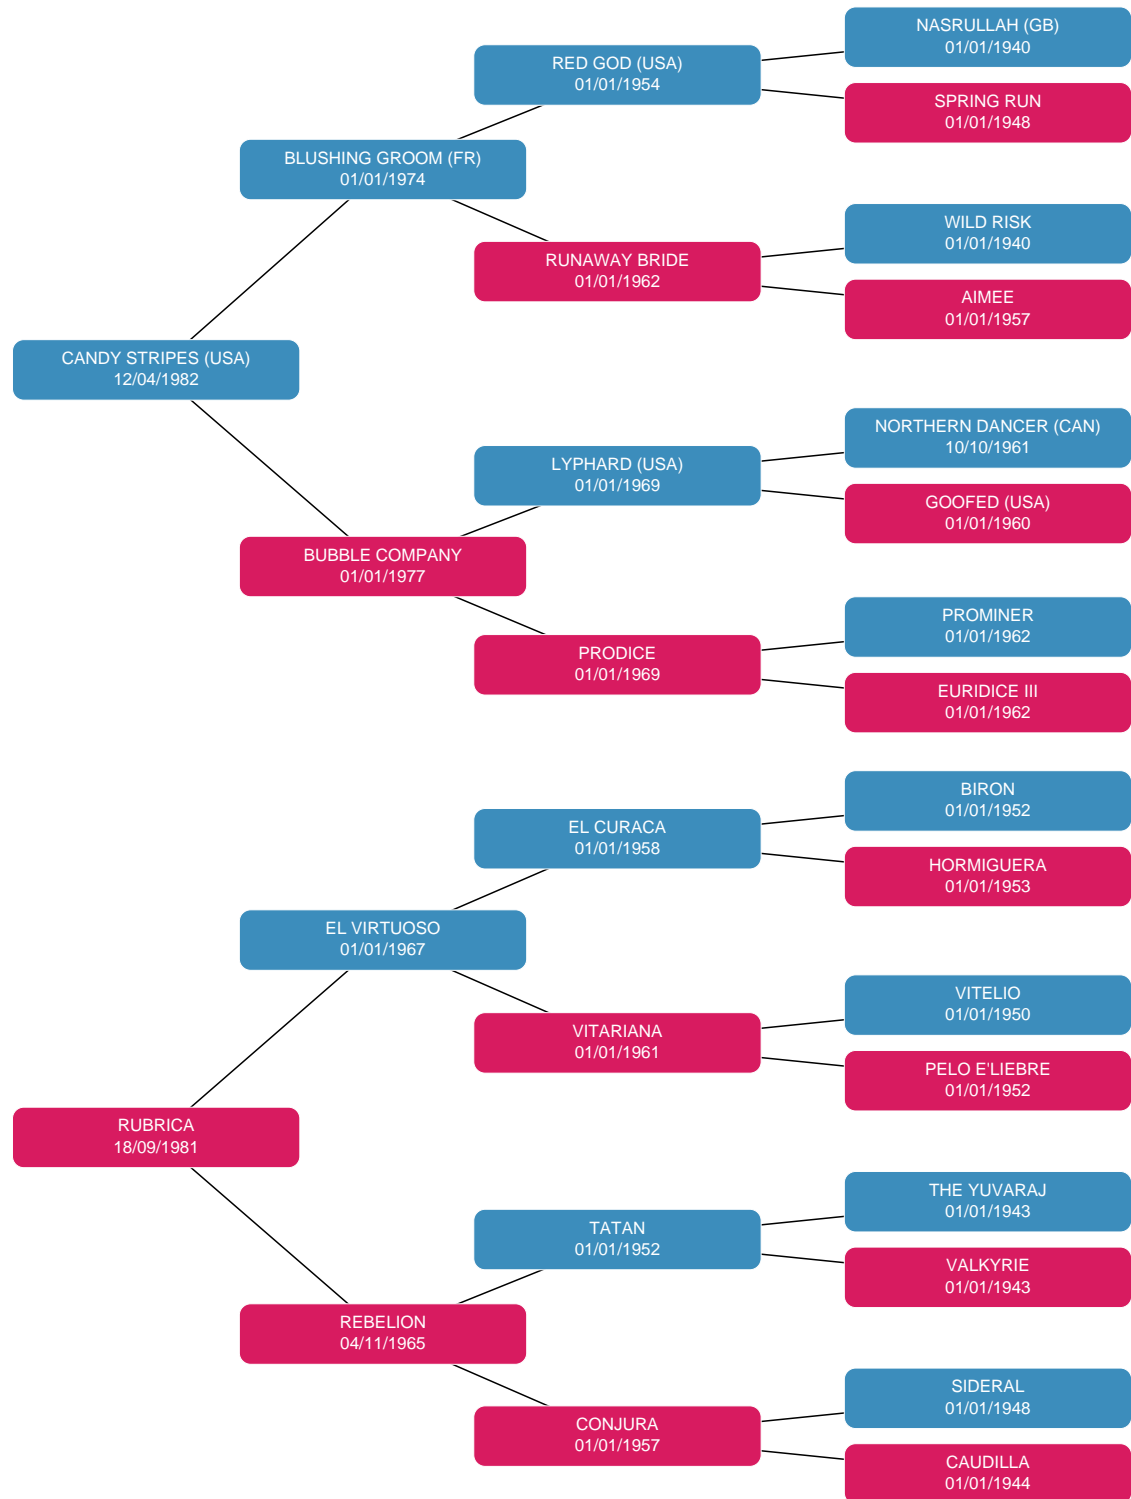 NASRULLAH (GB)
01/01/1940
RED GOD (USA)
01/01/1954
SPRING RUN
01/01/1948
BLUSHING GROOM (FR)
01/01/1974
WILD RISK
01/01/1940
RUNAWAY BRIDE
01/01/1962
AIMEE
01/01/1957
CANDY STRIPES (USA)
12/04/1982
NORTHERN DANCER (CAN)
10/10/1961
LYPHARD (USA)
01/01/1969
GOOFED (USA)
01/01/1960
BUBBLE COMPANY
01/01/1977
PROMINER
01/01/1962
PRODICE
01/01/1969
EURIDICE III
01/01/1962
BIRON
01/01/1952
EL CURACA
01/01/1958
HORMIGUERA
01/01/1953
EL VIRTUOSO
01/01/1967
VITELIO
01/01/1950
VITARIANA
01/01/1961
PELO E'LIEBRE
01/01/1952
RUBRICA
18/09/1981
THE YUVARAJ
01/01/1943
TATAN
01/01/1952
VALKYRIE
01/01/1943
REBELION
04/11/1965
SIDERAL
01/01/1948
CONJURA
01/01/1957
CAUDILLA
01/01/1944